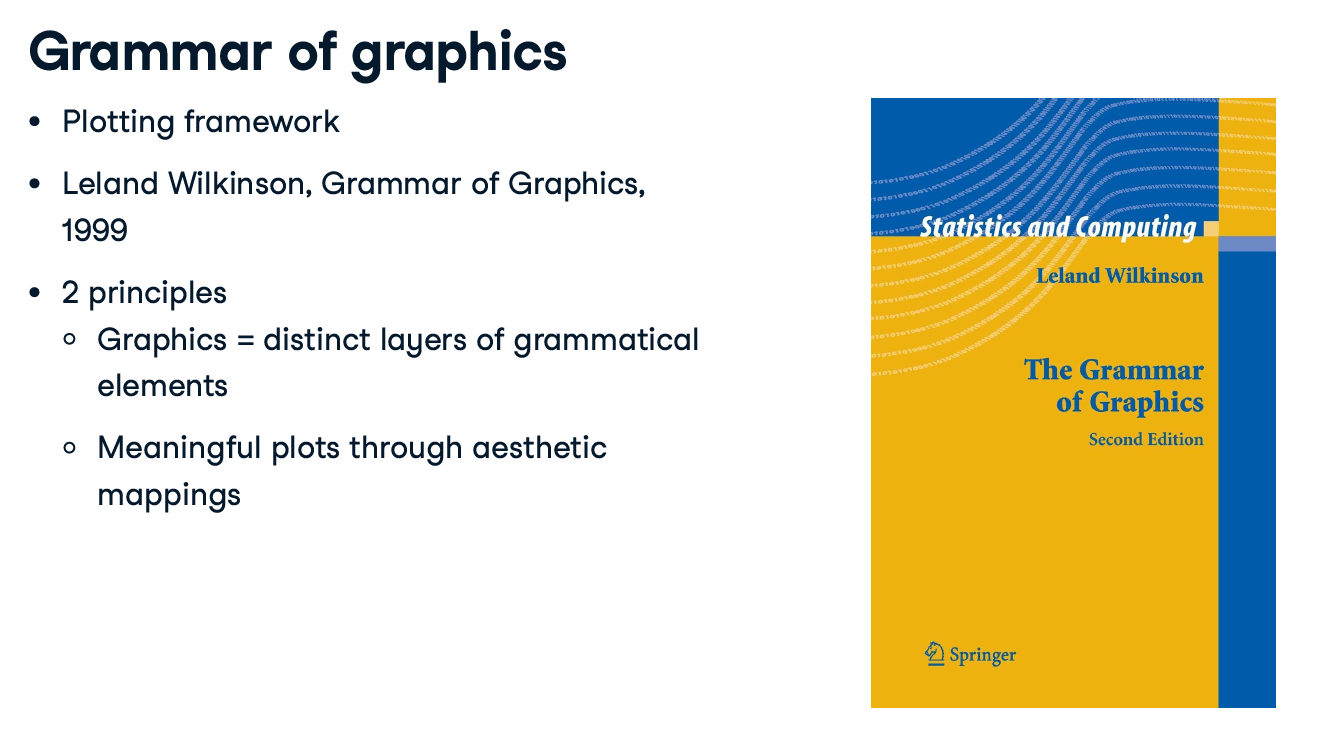 Grammar of graphics
• Plotting framework
• Leland Wilkinson, Grammar of Graphics,
1999
• 2 principles
○ Graphics = distinct layers of grammatical
elements
○ Meaningful plots through aesthetic
mappings
Statistics and Computing
Leland Wilkinson
The Grammar
of Graphics
Second Edition
Springer